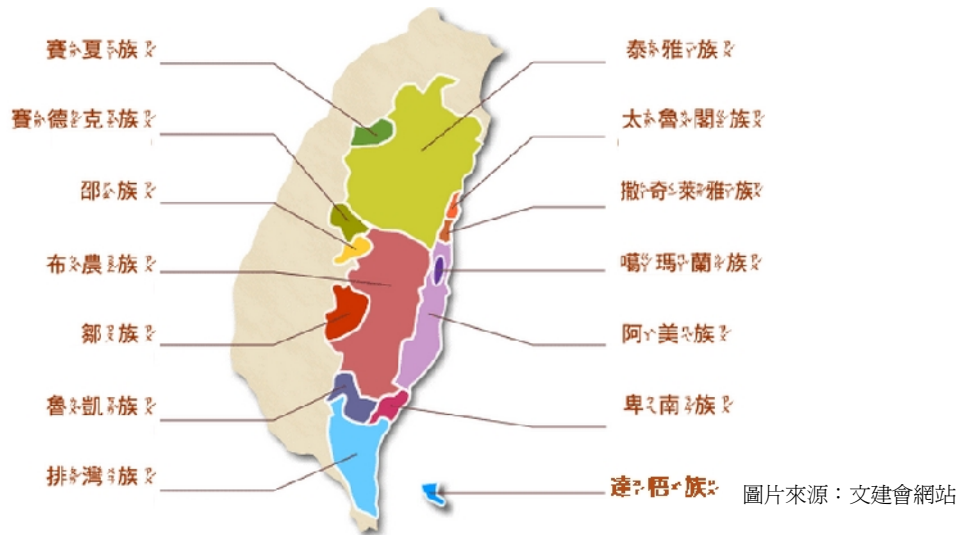 賽夏族
賽德克族
邵族
布農族
鄒族
魯凱族
排灣族
泰雅族
太魯閣族
撒奇萊雅族
噶瑪蘭族
阿美族
卑南族
達悟族
圖片來源：文建會網站